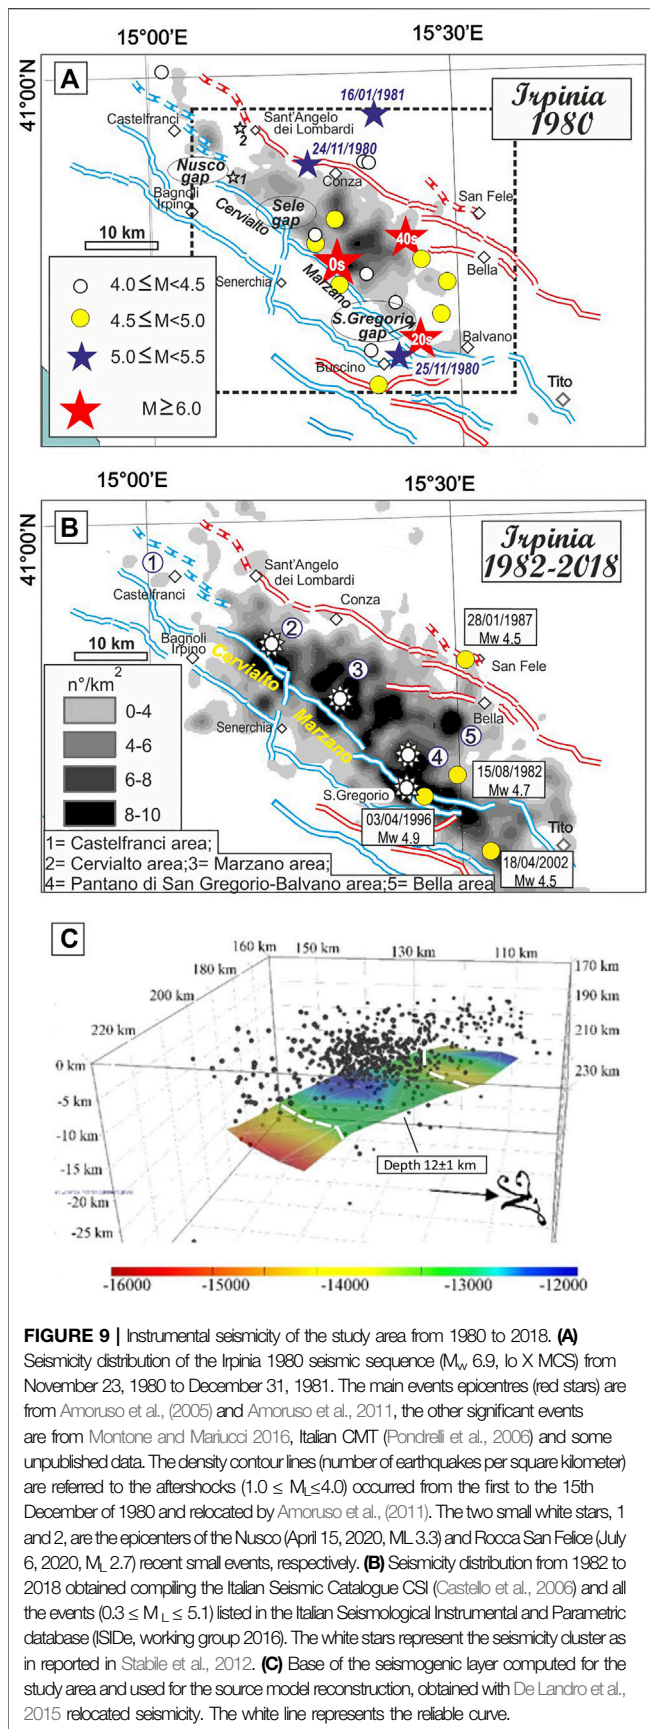 15°00'E 15°30'E
41°00'N
A
Irpinia
1980
16/01/1981
Castelfranci
Sant'Angelo
dei Lombardi
2
24/11/1980
Nusco
gap
1
Conza
Bagnoli
Irpino
Cervialto
Sele
gap
San Fele
10 km
40s
0s
Bella
4.0≤M<4.5
Senerchia
Marzano
4.5≤M<5.0
S.Gregorio
gap
20s
Balvano
5.0≤M<5.5
Buccino
25/11/1980
Tito
M≥6.0
15°00'E 15°30'E
41°00'N
B
Irpinia
1982-2018
1
Sant'Angelo
dei Lombardi
Castelfranci
Conza
28/01/1987
Mw 4.5
2
Bagnoli
Irpino
10 km
Cervialto
3
San Fele
n°/km2
0-4
Senerchia
Marzano
Bella
5
4-6
4
15/08/1982
Mw 4.7
6-8
S.Gregorio
8-10
03/04/1996
Mw 4.9
Tito
1= Castelfranci area;
2= Cervialto area;3= Marzano area;
18/04/2002
Mw 4.5
4= Pantano di San Gregorio-Balvano area;5= Bella area
C
160 km 150 km 130 km 110 km
170 km
180 km
190 km
200 km
210 km
220 km
230 km
0 km
-5 km
-10 km
-15 km
-20 km
-25 km
Depth 12±1 km
N
-16000 -15000 -14000 -13000 -12000
FIGURE 9 | Instrumental seismicity of the study area from 1980 to 2018. (A)
Seismicity distribution of the Irpinia 1980 seismic sequence (Mw 6.9, Io X MCS) from
November 23, 1980 to December 31, 1981. The main events epicentres (red stars) are
from Amoruso et al., (2005) and Amoruso et al., 2011, the other significant events
are from Montone and Mariucci 2016, Italian CMT (Pondrelli et al., 2006) and some
unpublished data. The density contour lines (number of earthquakes per square kilometer)
are referred to the aftershocks (1.0 ≤ ML≤4.0) occurred from the first to the 15th
December of 1980 and relocated by Amoruso et al., (2011). The two small white stars, 1
and 2, are the epicenters of the Nusco (April 15, 2020, ML 3.3) and Rocca San Felice (July
6, 2020, ML 2.7) recent small events, respectively. (B) Seismicity distribution from 1982 to
2018 obtained compiling the Italian Seismic Catalogue CSI (Castello et al., 2006) and all
the events (0.3 ≤ M L ≤ 5.1) listed in the Italian Seismological Instrumental and Parametric
database (ISIDe, working group 2016). The white stars represent the seismicity cluster as
in reported in Stabile et al., 2012. (C) Base of the seismogenic layer computed for the
study area and used for the source model reconstruction, obtained with De Landro et al.,
2015 relocated seismicity. The white line represents the reliable curve.